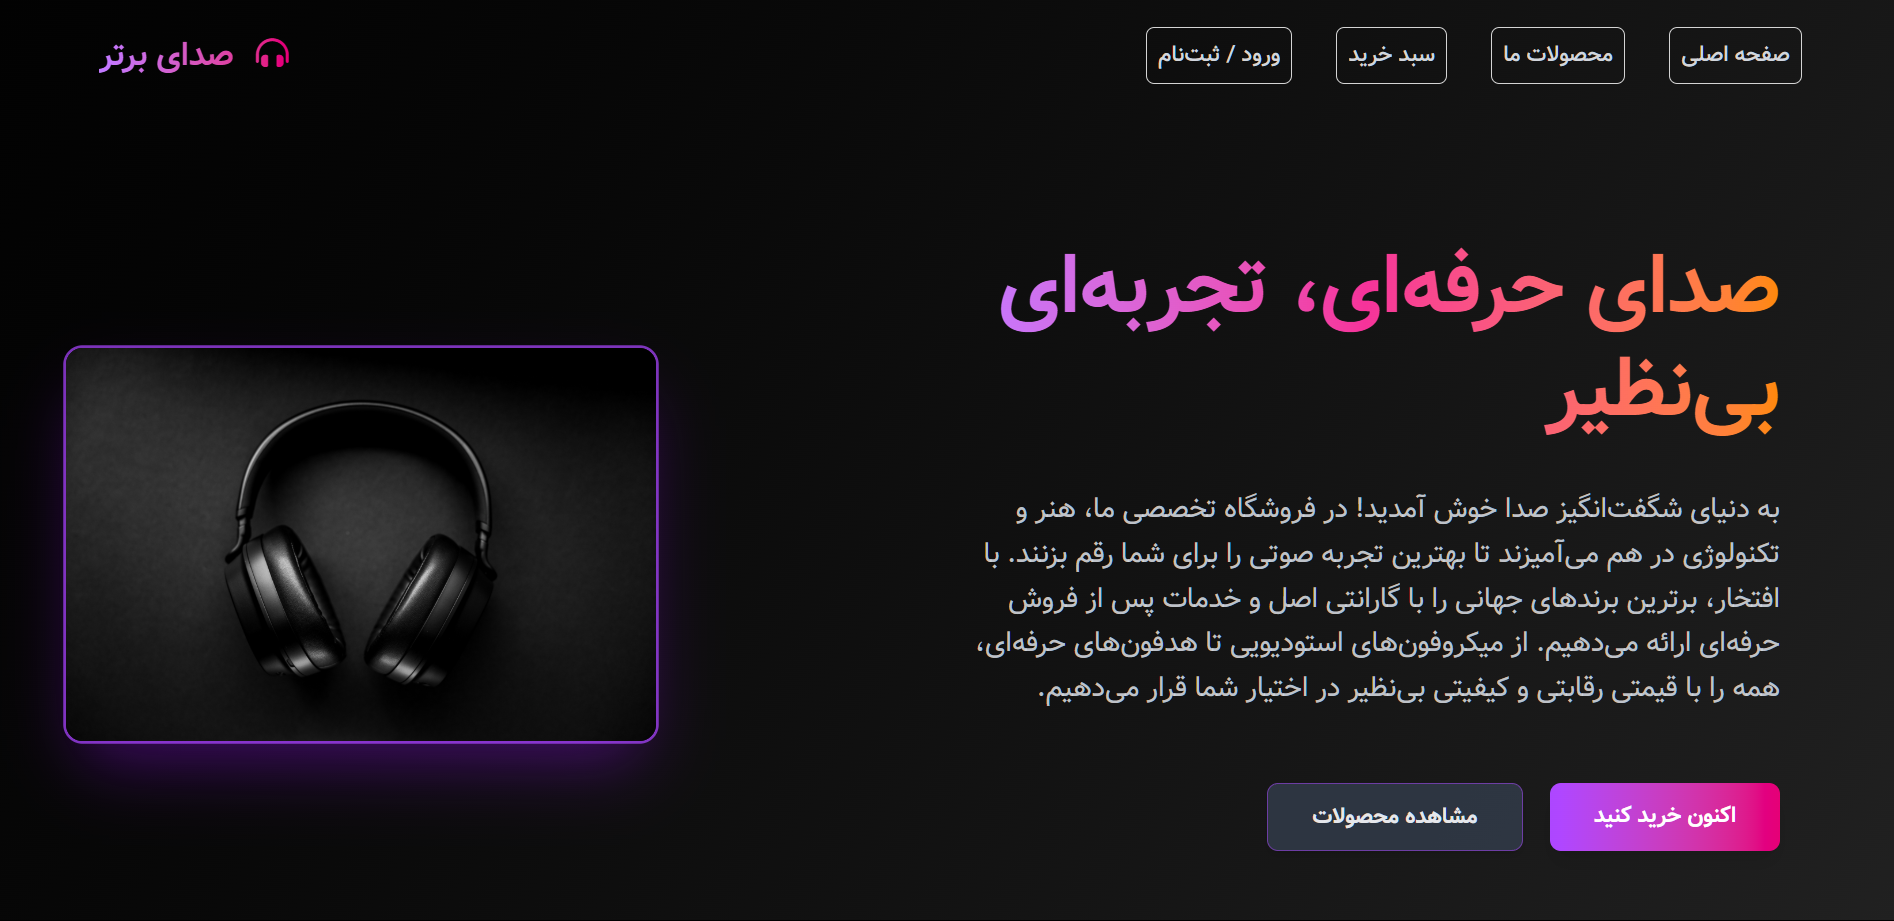 صفحه اصلی
محصولات ما
سبد خرید
ورود / ثبت‌نام
صدای برتر
صدای حرفه‌ای، تجربه‌ای
بی‌نظیر
به دنیای شگفت‌انگیز صدا خوش آمدید! در فروشگاه تخصصی ما، هنر و
تکنولوژی در هم می‌آمیزند تا بهترین تجربه صوتی را برای شما رقم بزنند. با
افتخار، برترین برندهای جهانی را با گارانتی اصل و خدمات پس از فروش
حرفه‌ای ارائه می‌دهیم. از میکروفون‌های استودیویی تا هدفون‌های حرفه‌ای،
همه را با قیمتی رقابتی و کیفیتی بی‌نظیر در اختیار شما قرار می‌دهیم.
اکنون خرید کنید
مشاهده محصولات